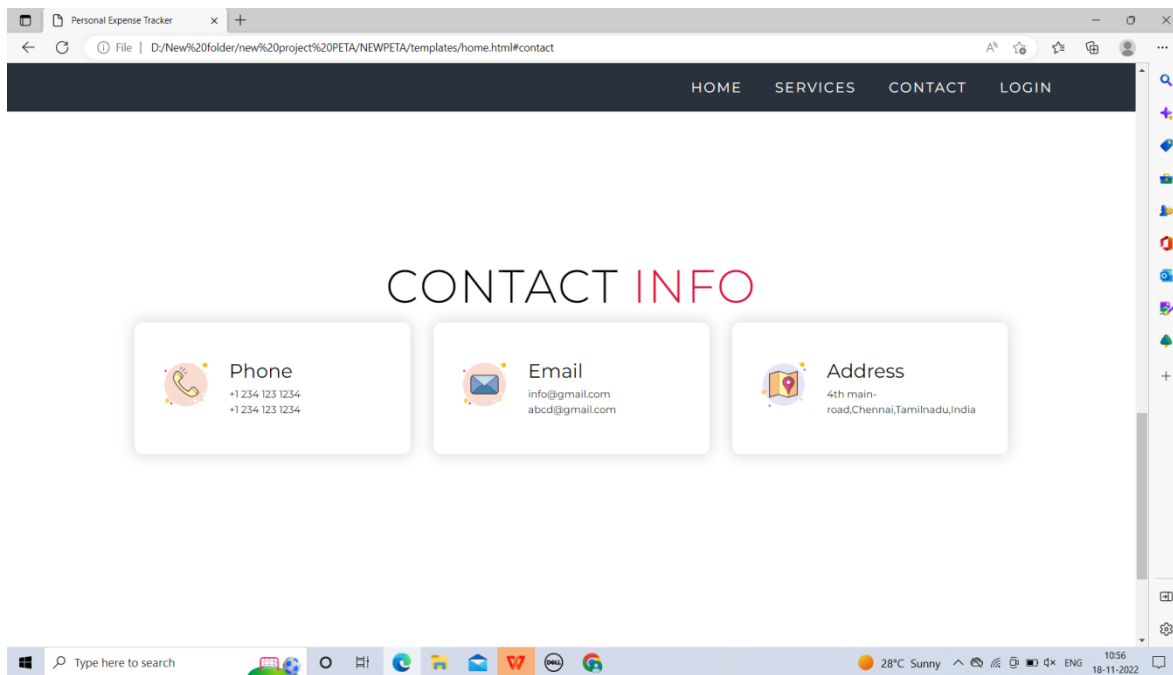 Personal Expense Tracker
File | D:/New%20folder/new%20project%20PETA/NEWPETA/templates/home.html#contact
HOME SERVICES CONTACT LOGIN
CONTACT INFO
Phone
+1 234 123 1234
+1 234 123 1234
Email
info@gmail.com
abcd@gmail.com
Address
4th main-
road,Chennai,Tamilnadu,India
Type here to search
DELL
28°C Sunny
ENG
10:56
18-11-2022